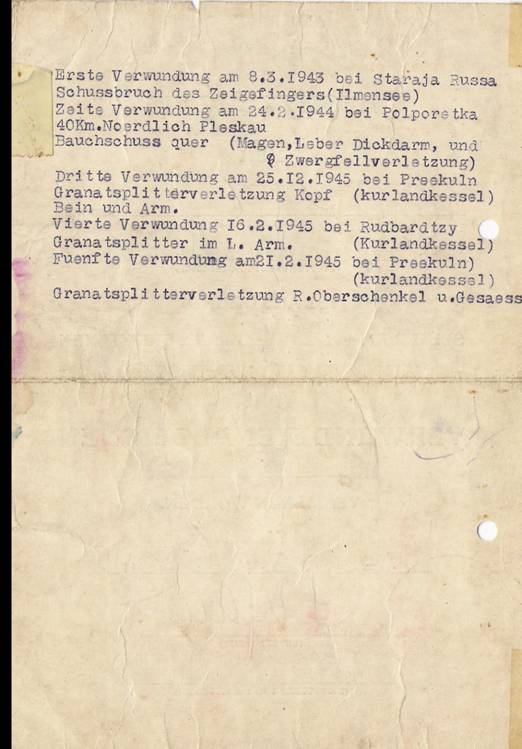 Erste Verwundung am 8.3.I943 bei Staraja Russa
Schussbruch des Zeigefingers(Ilmensee)
Zeite Verwundung am 24.2.I944 bei Polporetka
40Km.Noerdlich Pleskau
Bauchschuss quer (Magen,Leber Dickdarm, und
Zwergfellverletzung)
Dritte Verwundung am 25.I2.I945 bei Preekuln
Granatsplitterverletzung Kopf (kurlandkessel)
Bein und Arm.
Vierte Verwundung I6.2.I945 bei Rudbardtzy
Granatsplitter im L. Arm. (Kurlandkessel)
Fuenfte Verwundung am2I.2.I945 bei Preekuln)
(kurlandkessel)
Granatsplitterverletzung R.Oberschenkel u.Gesaess